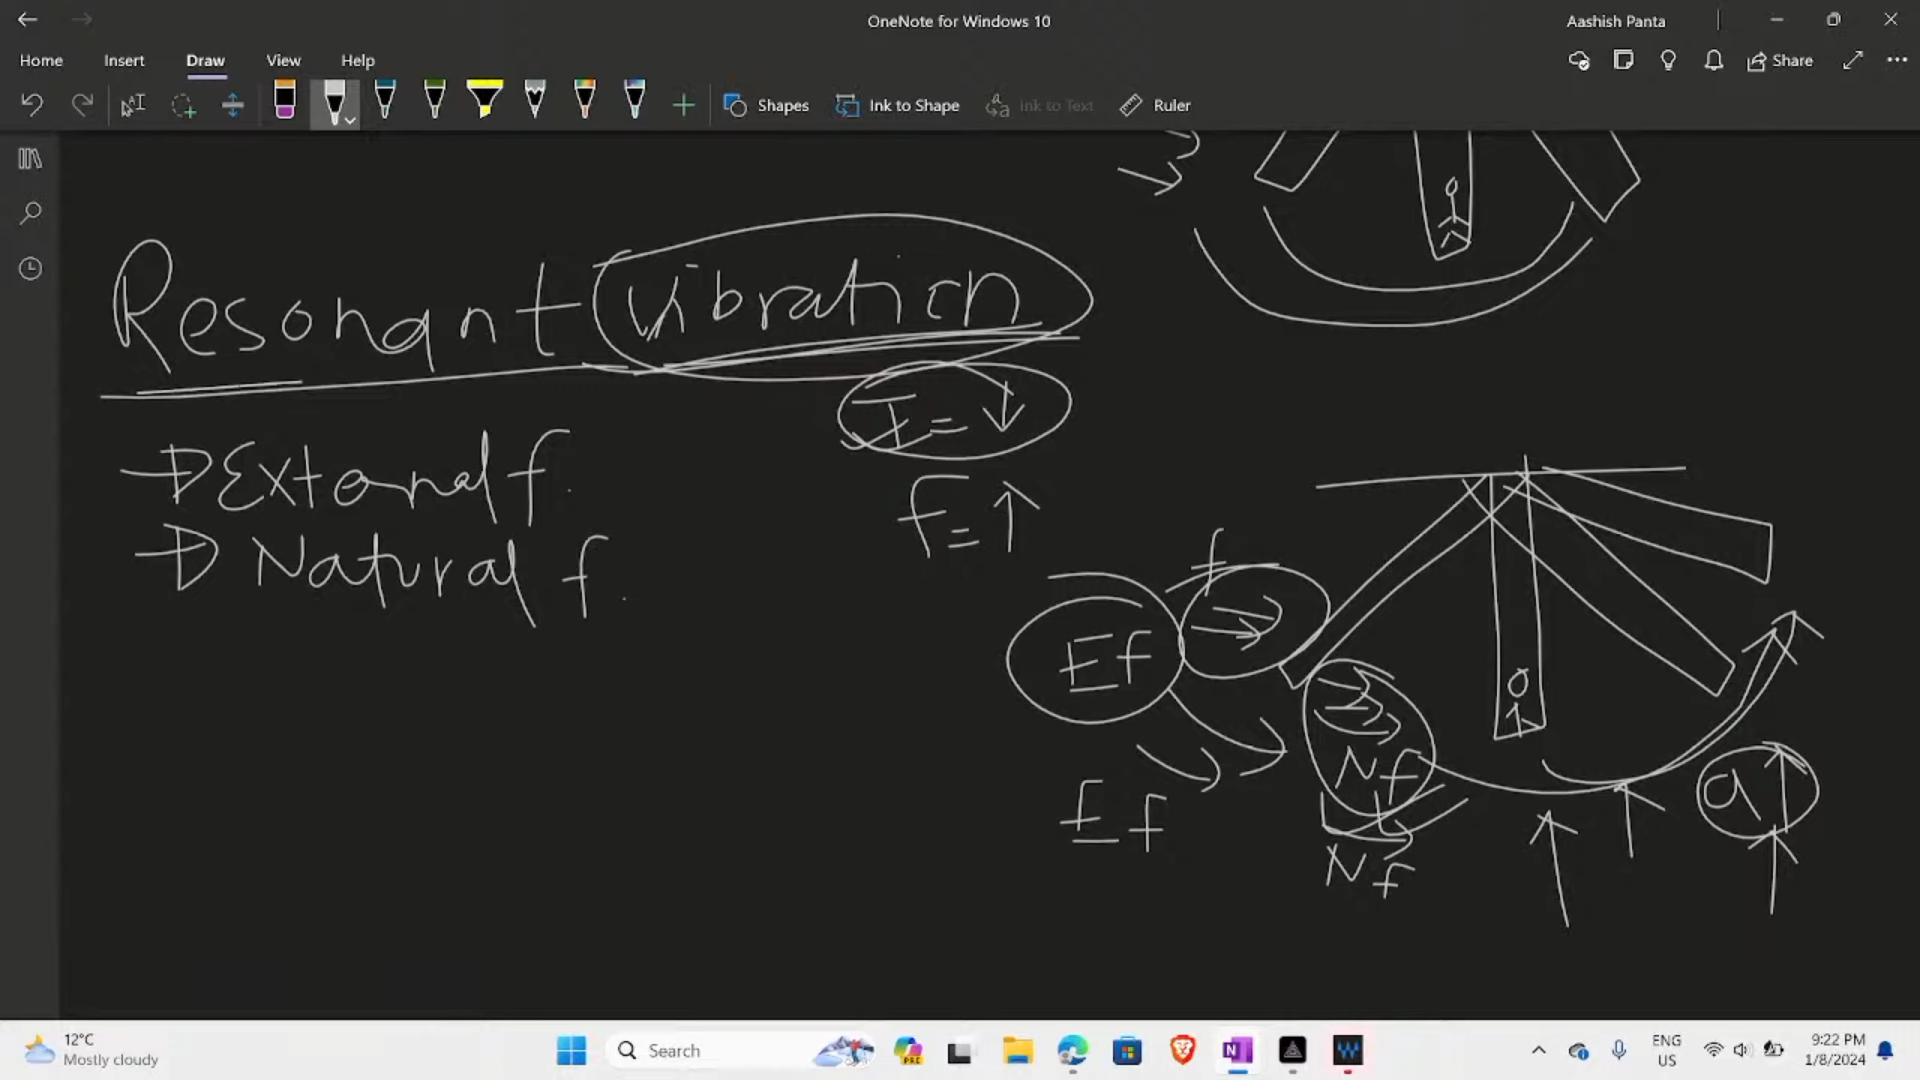 OneNote for Windows 10
Aashish Panta
Home Insert Draw View Help
Share
Shapes Ink to Shape Ink to Text Ruler
Resonant vibration
I = ↓
→ External f.
f = ↑
→ Natural f.
f
Ef
Nf
a↑
Ef
Nf
12°C
Mostly cloudy
Search
ENG
US
9:22 PM
1/8/2024